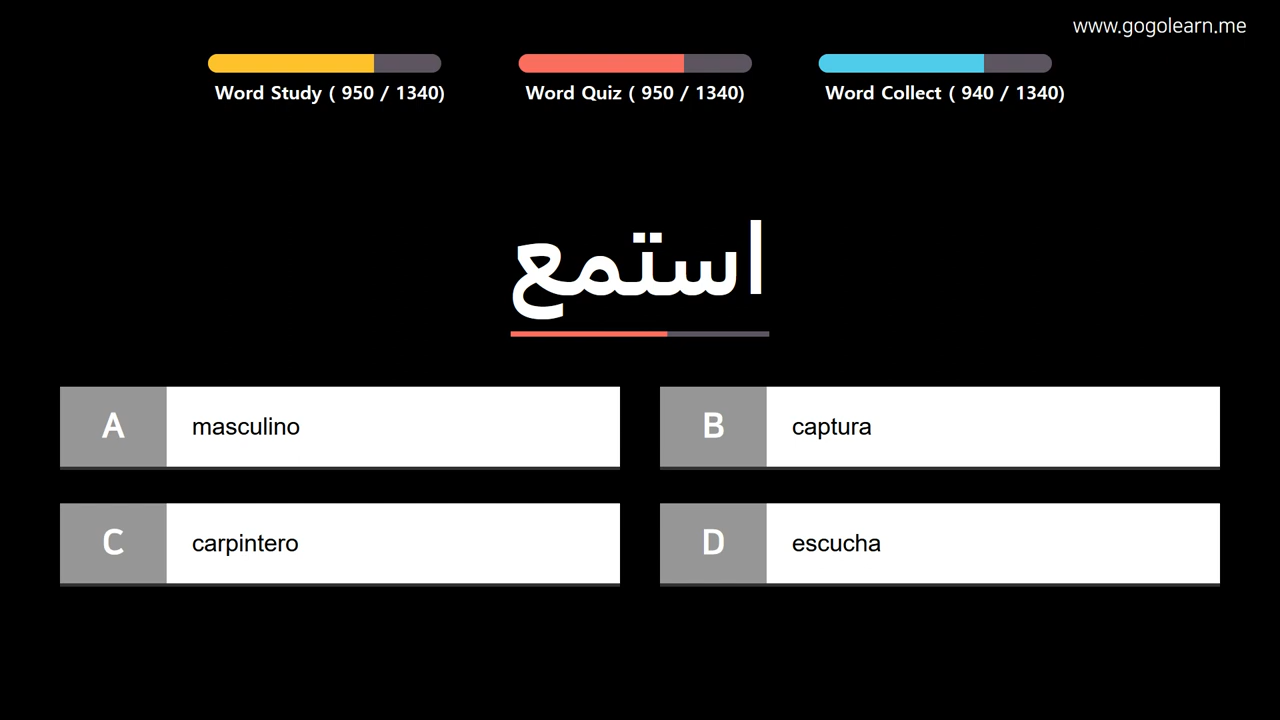 www.gogolearn.me
Word Study ( 950 / 1340)
Word Quiz ( 950 / 1340)
Word Collect ( 940 / 1340)
استمع
A masculino
B captura
C carpintero
D escucha